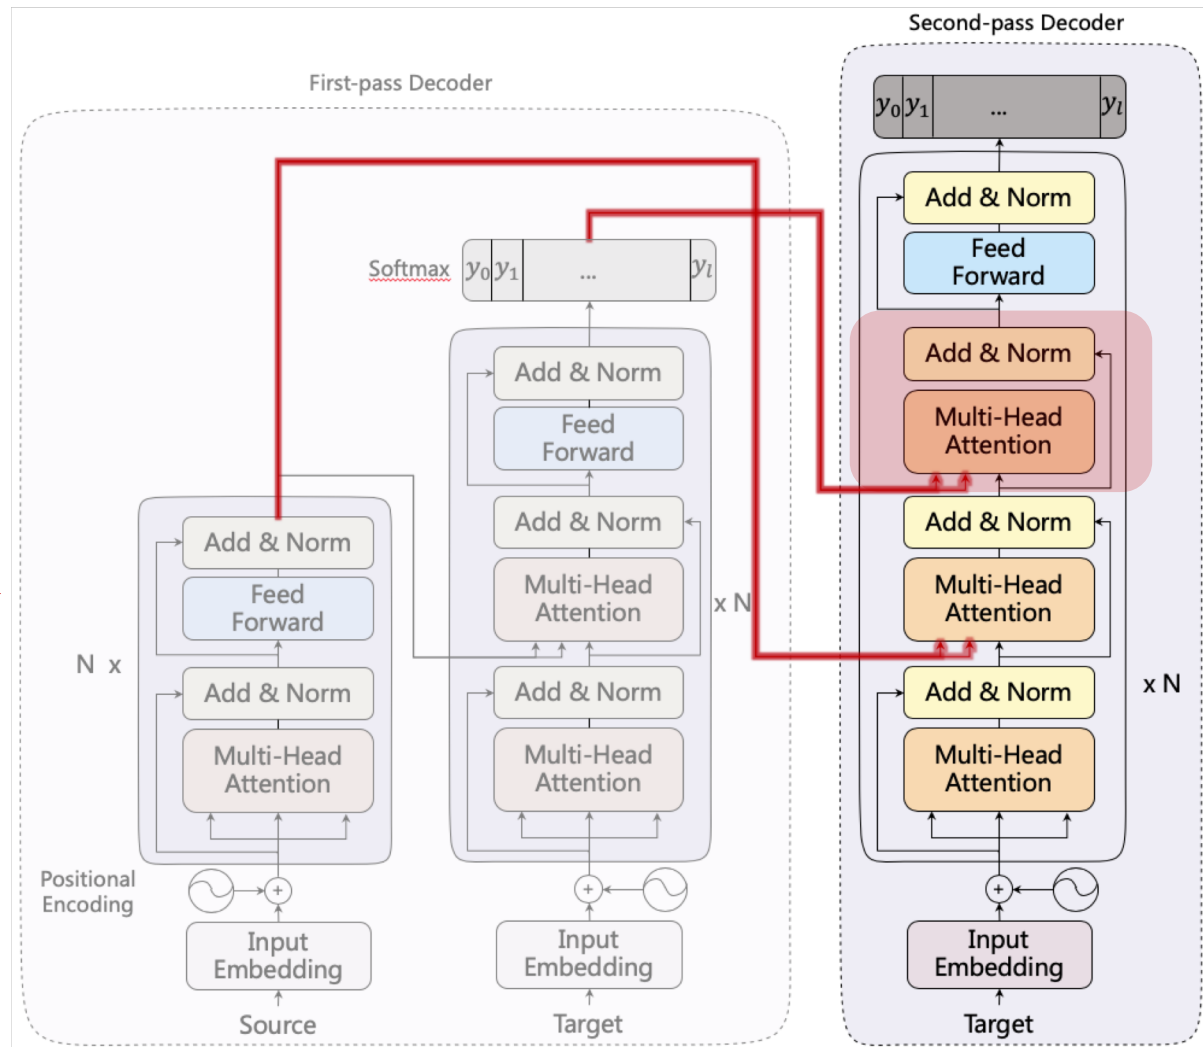 Second-pass Decoder
First-pass Decoder
y₀ y₁ ... yₗ
Add & Norm
Feed
Forward
Add & Norm
Multi-Head
Attention
Add & Norm
Multi-Head
Attention
Add & Norm
Multi-Head
Attention
x N
Input
Embedding
Target
Softmax
y₀ y₁ ... yₗ
Add & Norm
Feed
Forward
Add & Norm
Multi-Head
Attention
x N
Add & Norm
Multi-Head
Attention
+
Input
Embedding
Target
Add & Norm
Feed
Forward
N x
Add & Norm
Multi-Head
Attention
Positional
Encoding
+
Input
Embedding
Source
+